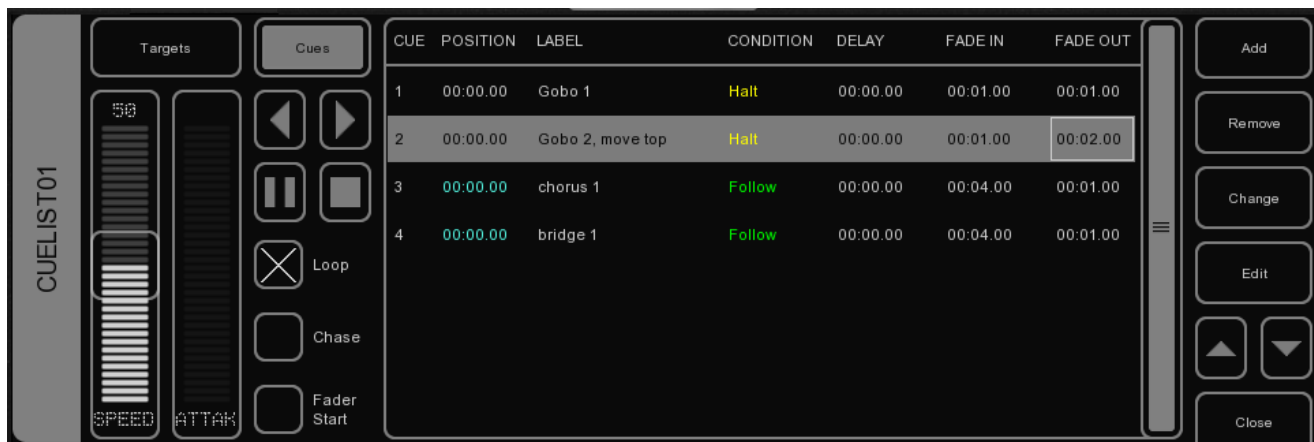 CUELIST01
Targets
Cues
50
SPEED
ATTAK
Loop
Chase
Fader
Start
CUE POSITION LABEL CONDITION DELAY FADE IN FADE OUT
1 00:00.00 Gobo 1 Halt 00:00.00 00:01.00 00:01.00
2 00:00.00 Gobo 2, move top Halt 00:00.00 00:01.00 00:02.00
3 00:00.00 chorus 1 Follow 00:00.00 00:04.00 00:01.00
4 00:00.00 bridge 1 Follow 00:00.00 00:04.00 00:01.00
Add
Remove
Change
Edit
Close